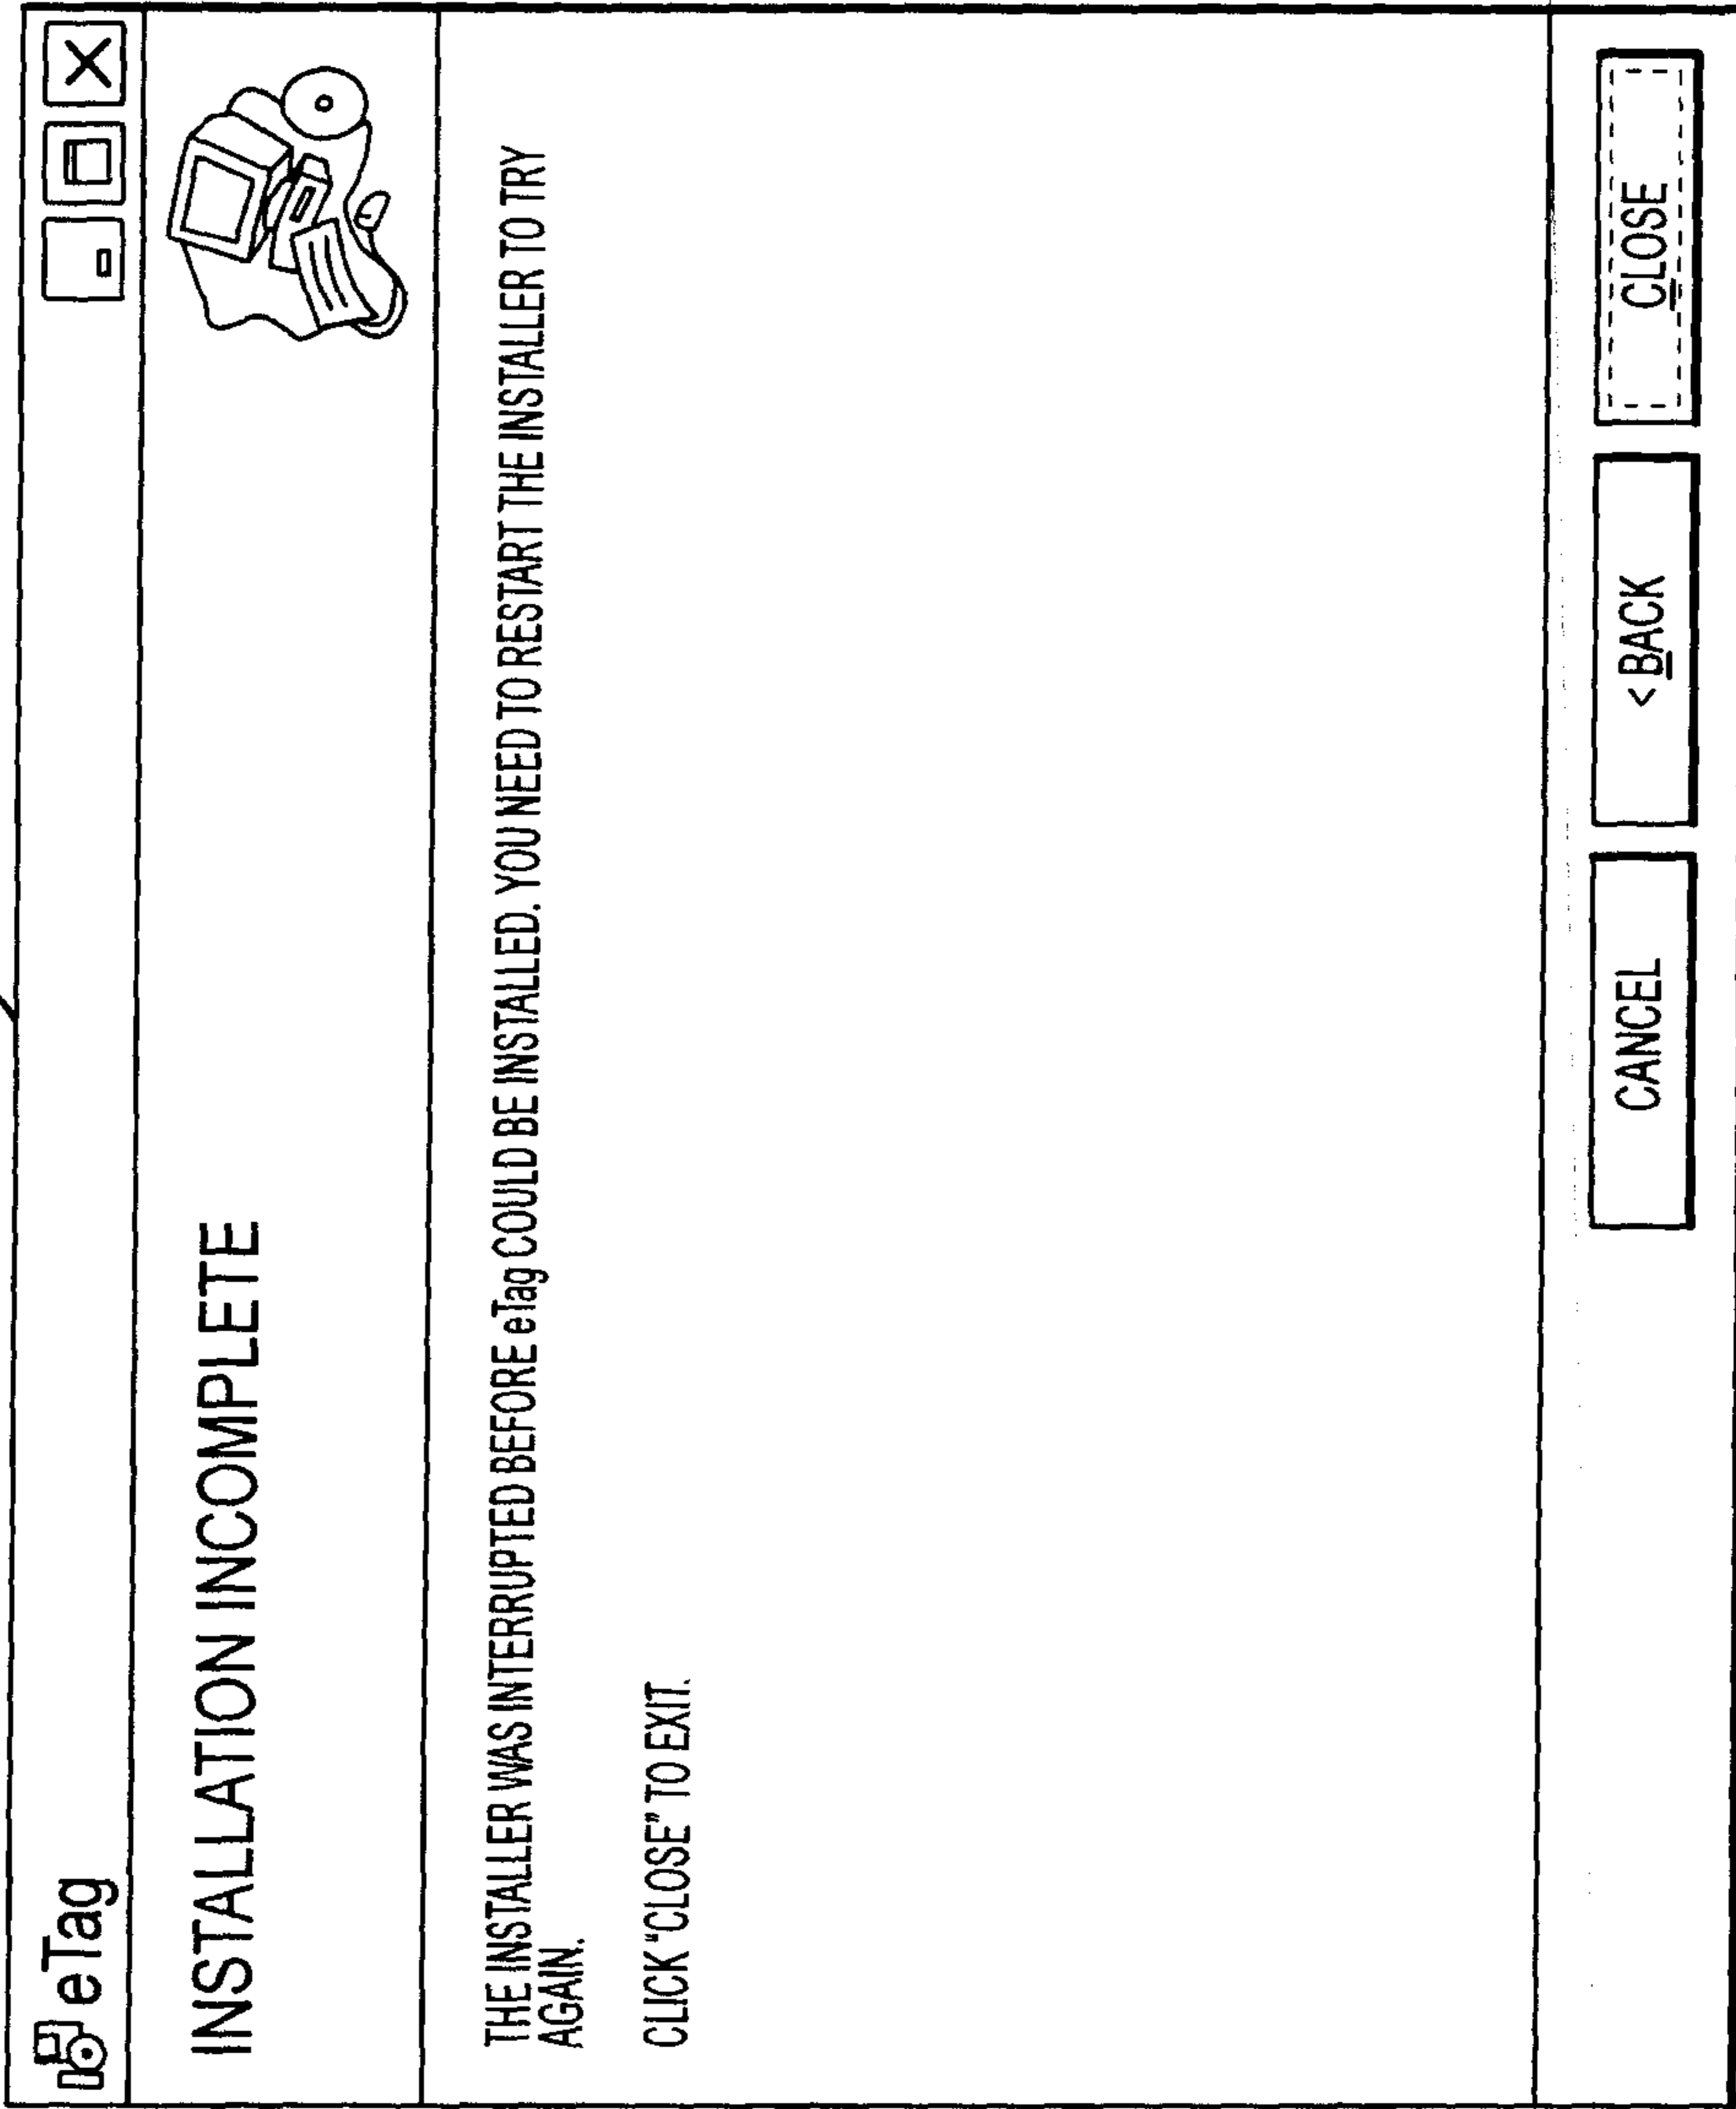 eTag
INSTALLATION INCOMPLETE
THE INSTALLER WAS INTERRUPTED BEFORE eTag COULD BE INSTALLED. YOU NEED TO RESTART THE INSTALLER TO TRY
AGAIN.
CLICK "CLOSE" TO EXIT.
CANCEL
< BACK
CLOSE